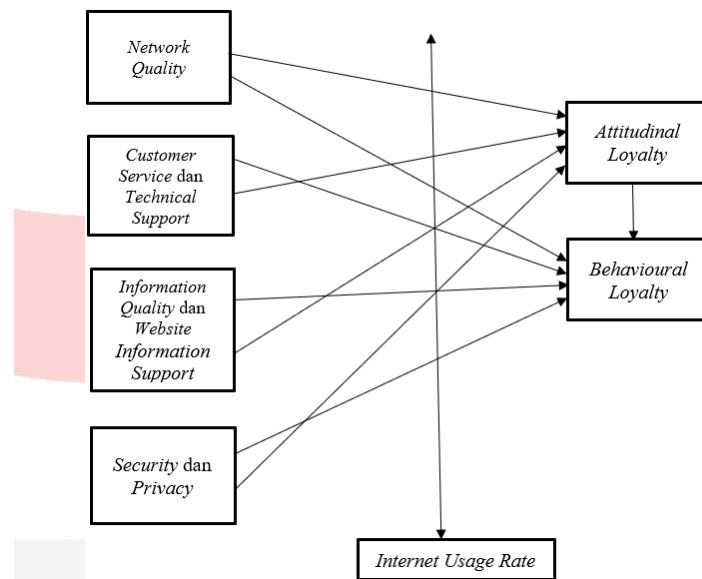 Network
Quality
Customer
Service dan
Technical
Support
Information
Quality dan
Website
Information
Support
Security dan
Privacy
Attitudinal
Loyalty
Behavioural
Loyalty
Internet Usage Rate